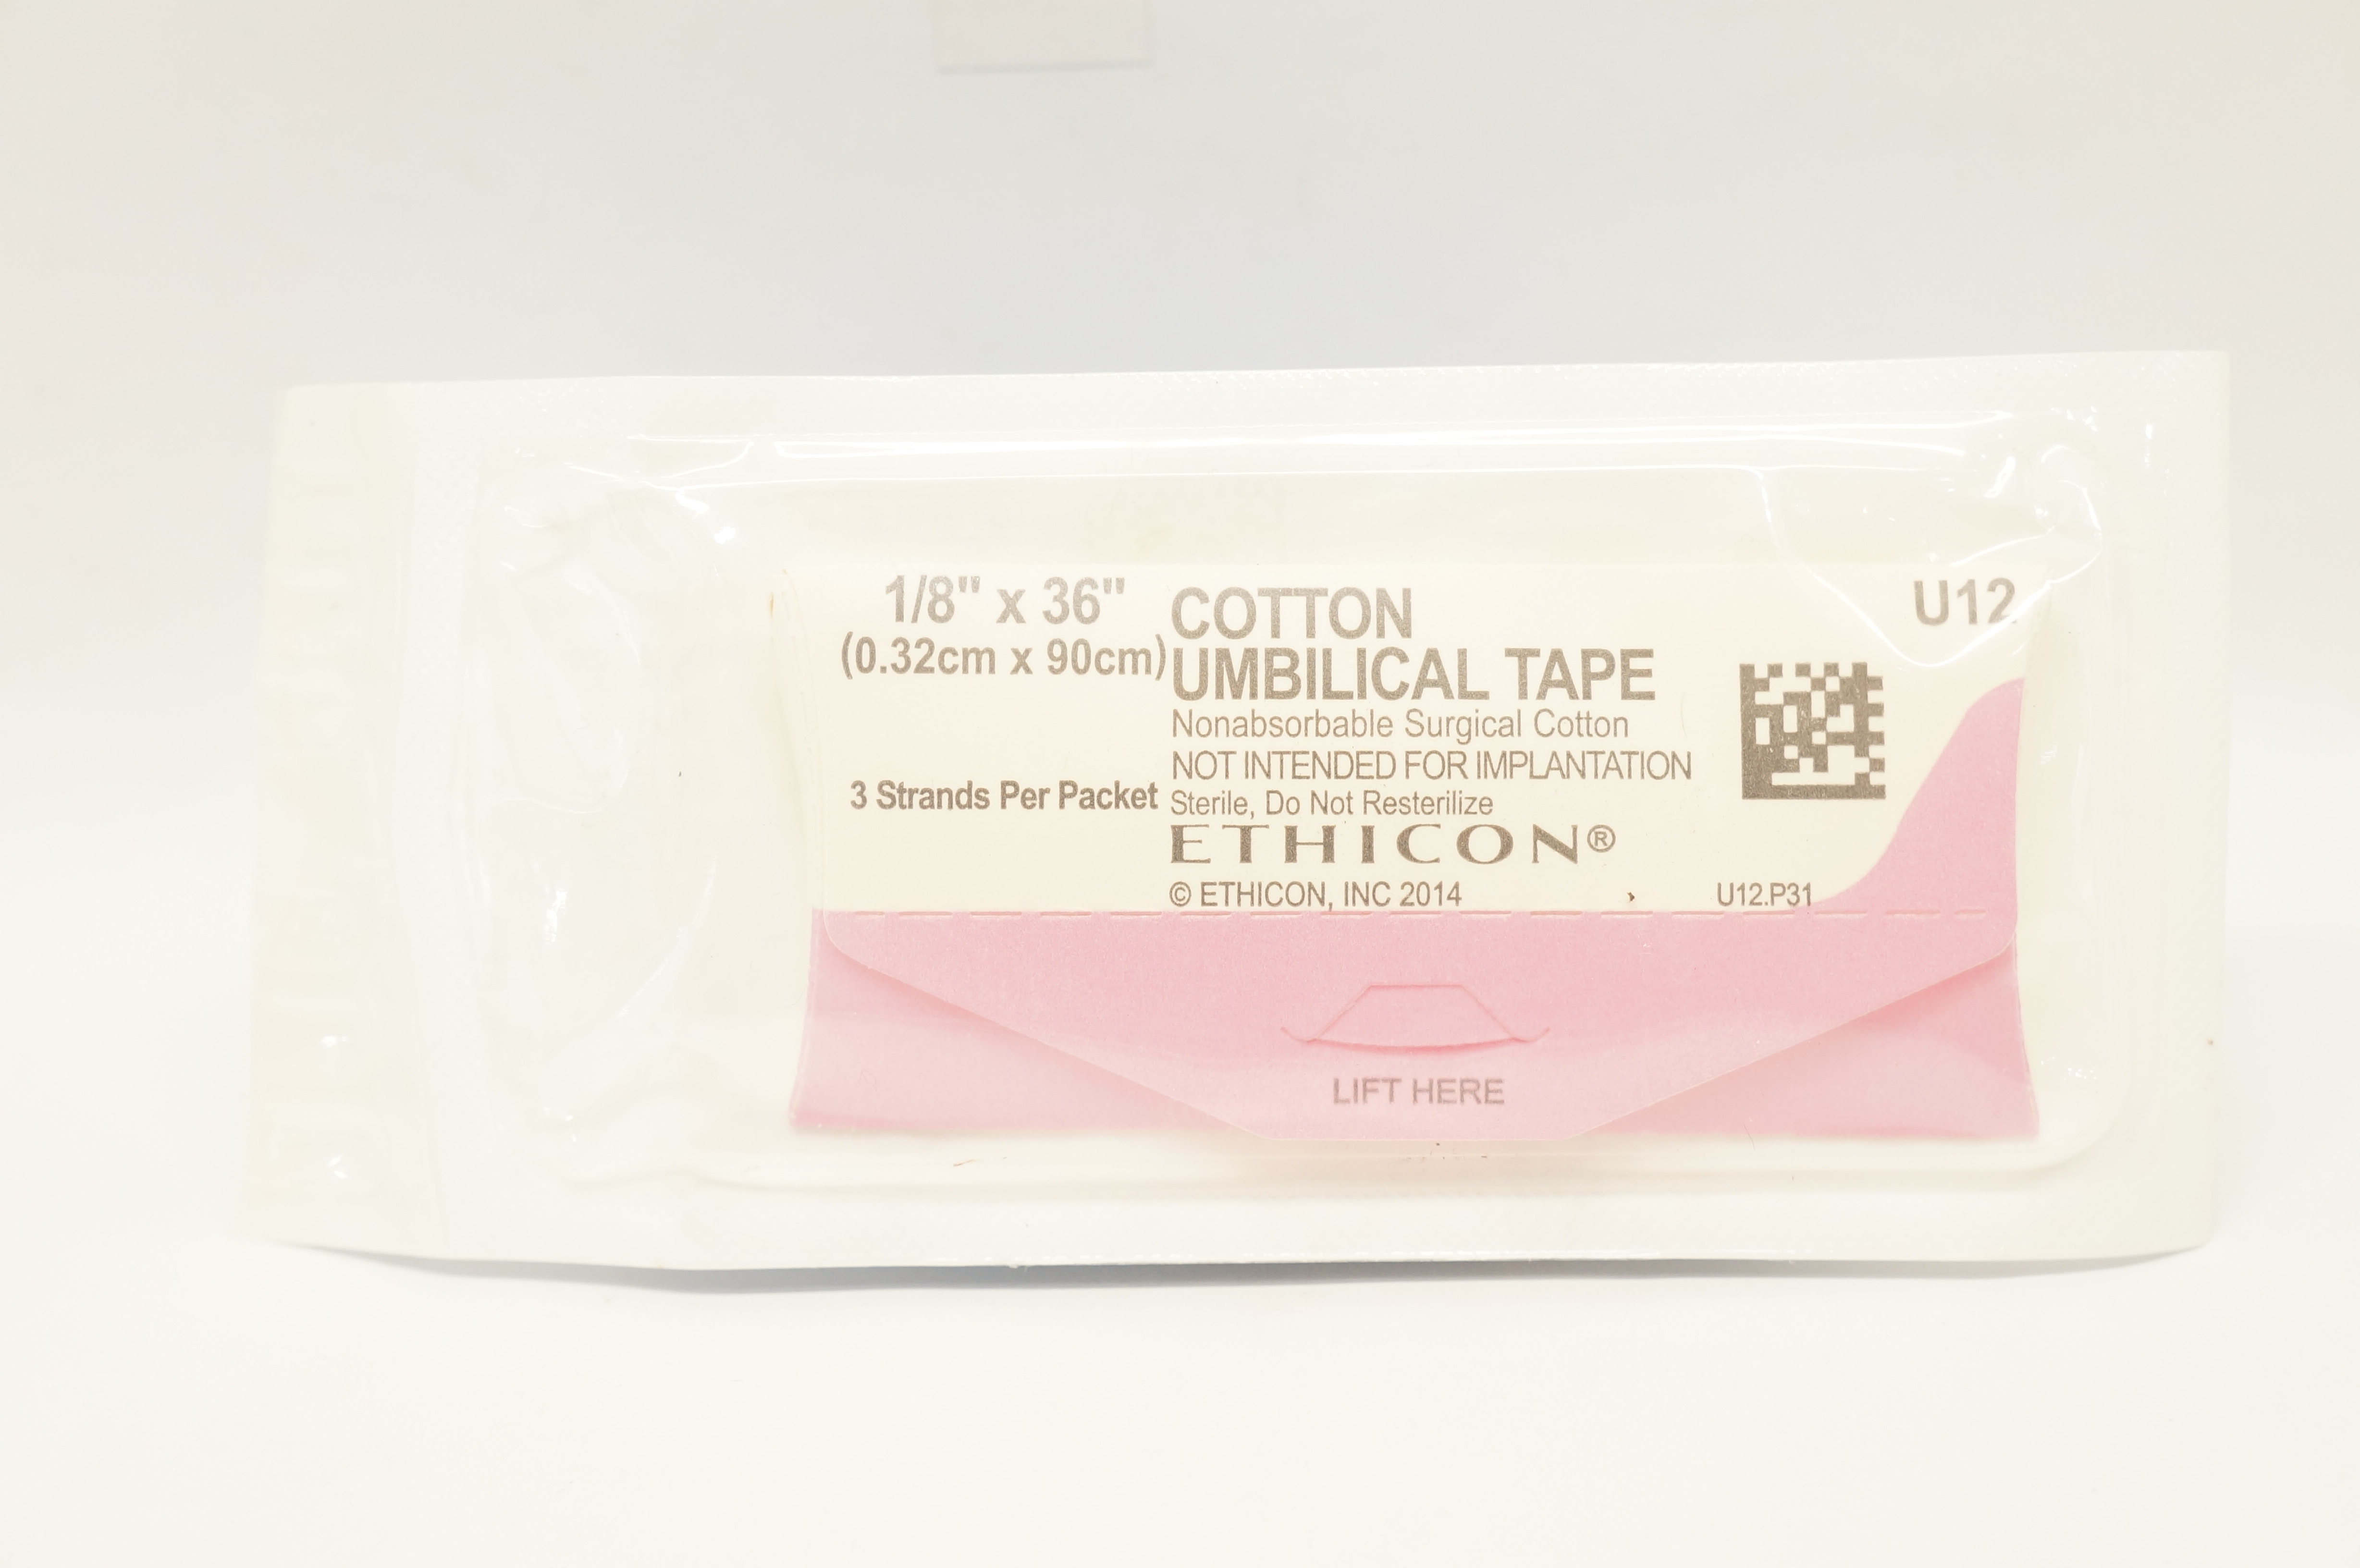 1/8" x 36"
(0.32cm x 90cm)
3 Strands Per Packet
COTTON
UMBILICAL TAPE
Nonabsorbable Surgical Cotton
NOT INTENDED FOR IMPLANTATION
Sterile, Do Not Resterilize
ETHICON®
© ETHICON, INC 2014
U12
U12.P31
LIFT HERE